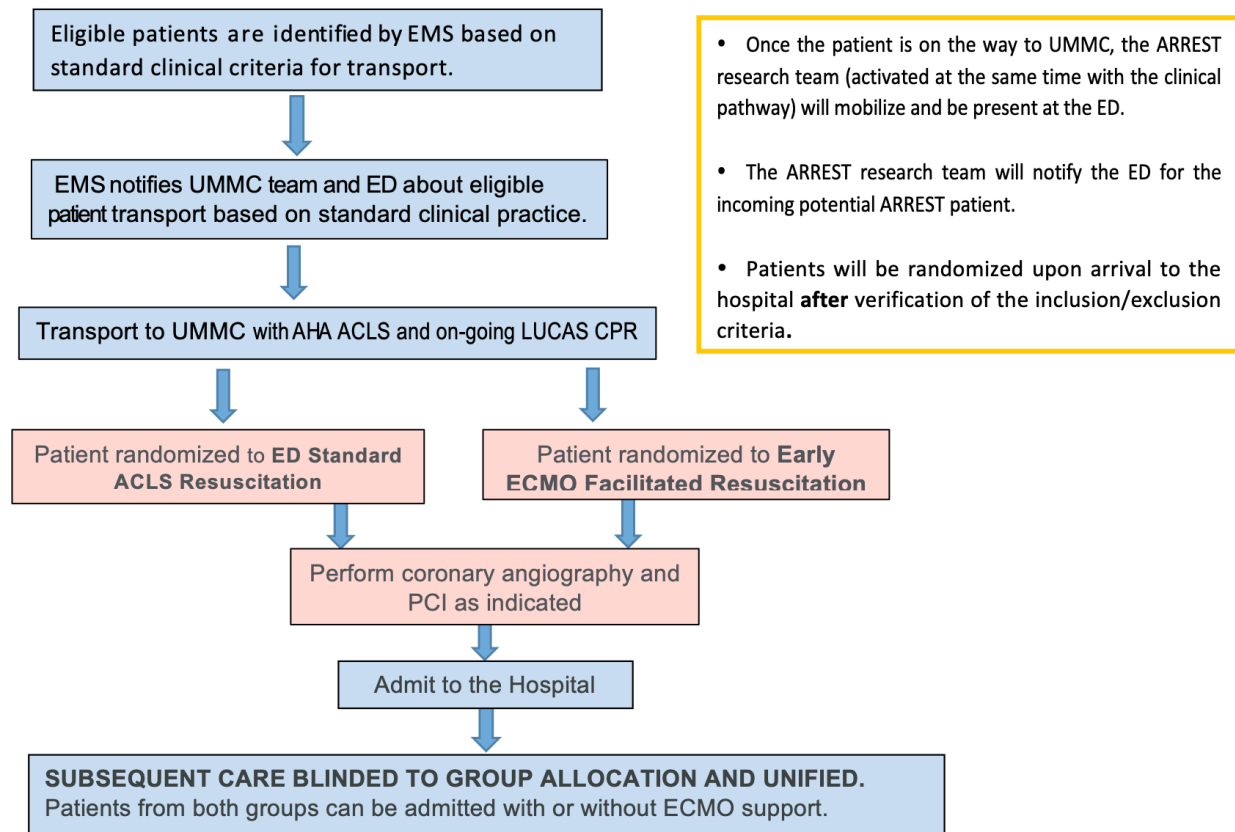 Eligible patients are identified by EMS based on
standard clinical criteria for transport.
EMS notifies UMMC team and ED about eligible
patient transport based on standard clinical practice.
Transport to UMMC with AHA ACLS and on-going LUCAS CPR
Patient randomized to ED Standard
ACLS Resuscitation
Patient randomized to Early
ECMO Facilitated Resuscitation
Perform coronary angiography and
PCI as indicated
Admit to the Hospital
SUBSEQUENT CARE BLINDED TO GROUP ALLOCATION AND UNIFIED.
Patients from both groups can be admitted with or without ECMO support.
• Once the patient is on the way to UMMC, the ARREST
research team (activated at the same time with the clinical
pathway) will mobilize and be present at the ED.
• The ARREST research team will notify the ED for the
incoming potential ARREST patient.
• Patients will be randomized upon arrival to the
hospital after verification of the inclusion/exclusion
criteria.